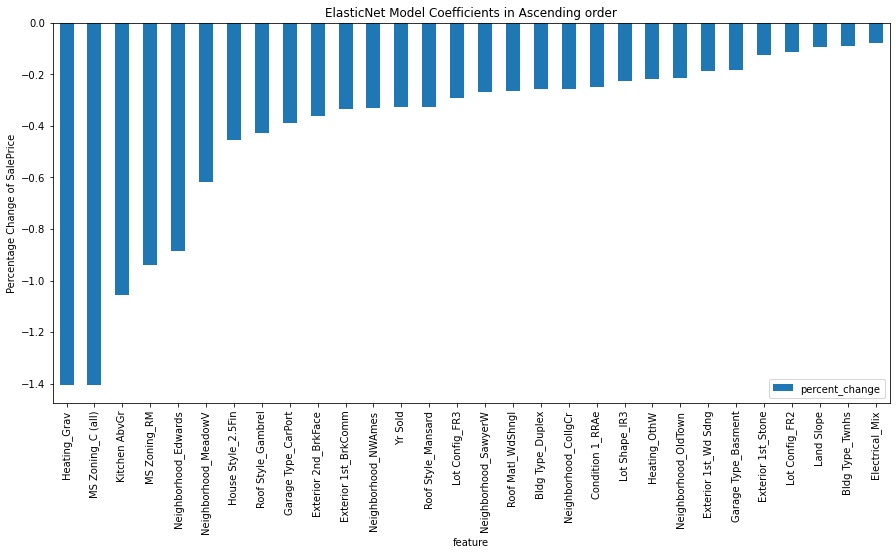 ElasticNet Model Coefficients in Ascending order
Percentage Change of SalePrice
0.0
−0.2
−0.4
−0.6
−0.8
−1.0
−1.2
−1.4
percent_change
Heating_Grav
MS Zoning_C (all)
Kitchen AbvGr
MS Zoning_RM
Neighborhood_Edwards
Neighborhood_MeadowV
House Style_2.5Fin
Roof Style_Gambrel
Garage Type_CarPort
Exterior 2nd_BrkFace
Exterior 1st_BrkComm
Neighborhood_NWAmes
Yr Sold
Roof Style_Mansard
Lot Config_FR3
Neighborhood_SawyerW
Roof Matl_WdShngl
Bldg Type_Duplex
Neighborhood_CollgCr
Condition 1_RRAe
Lot Shape_IR3
Heating_OthW
Neighborhood_OldTown
Exterior 1st_Wd Sdng
Garage Type_Basment
Exterior 1st_Stone
Lot Config_FR2
Land Slope
Bldg Type_Twnhs
Electrical_Mix
feature